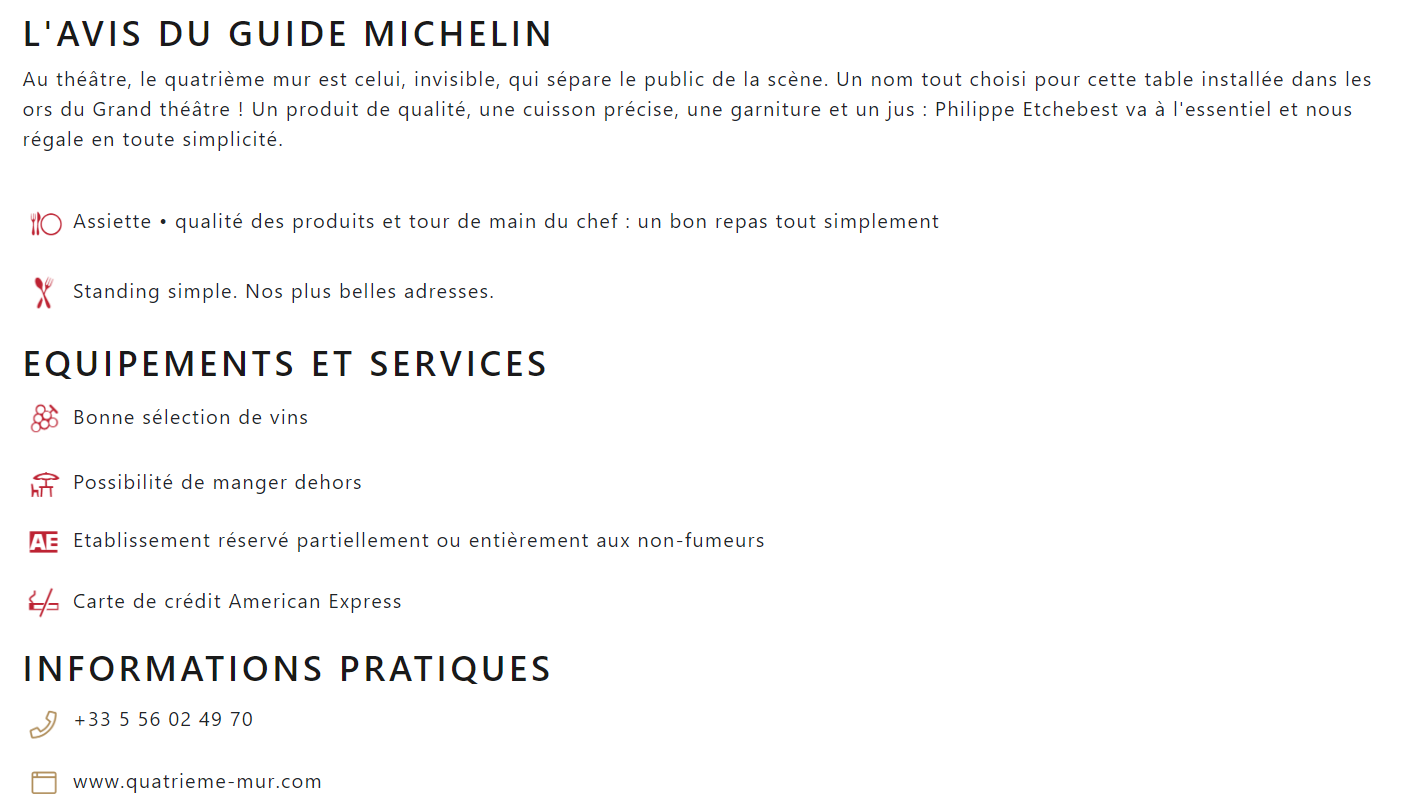 L'AVIS DU GUIDE MICHELIN
Au théâtre, le quatrième mur est celui, invisible, qui sépare le public de la scène. Un nom tout choisi pour cette table installée dans les
ors du Grand théâtre ! Un produit de qualité, une cuisson précise, une garniture et un jus : Philippe Etchebest va à l'essentiel et nous
régale en toute simplicité.
Assiette • qualité des produits et tour de main du chef : un bon repas tout simplement
Standing simple. Nos plus belles adresses.
EQUIPEMENTS ET SERVICES
Bonne sélection de vins
Possibilité de manger dehors
AE Etablissement réservé partiellement ou entièrement aux non-fumeurs
Carte de crédit American Express
INFORMATIONS PRATIQUES
+33 5 56 02 49 70
www.quatrieme-mur.com